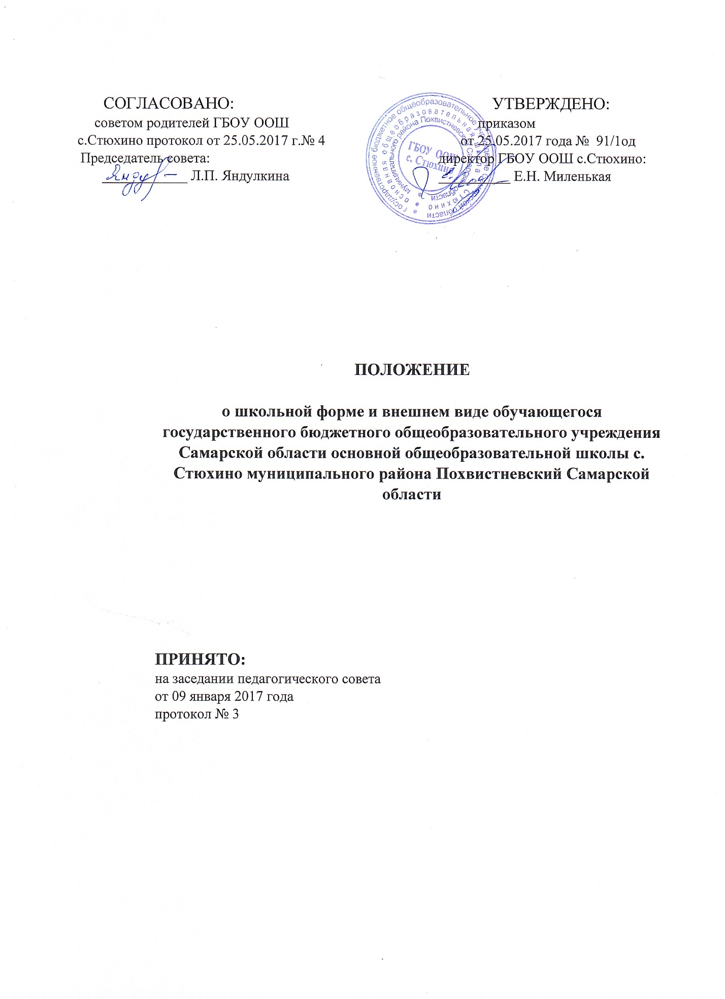 СОГЛАСОВАНО:
советом родителей ГБОУ ООШ
с.Стюхино протокол от 25.05.2017 г.№ 4
Председатель совета:
Л.П. Яндулкина
УТВЕРЖДЕНО:
приказом
от 25.05.2017 года № 91/1од
директор ГБОУ ООШ с.Стюхино:
Е.Н. Миленькая
государственное бюджетное общеобразовательное учреждение Самарской области
основная общеобразовательная школа с. Стюхино
муниципального района Похвистневский Самарской области
ГБОУ ООШ
с. Стюхино
ПОЛОЖЕНИЕ
о школьной форме и внешнем виде обучающегося
государственного бюджетного общеобразовательного учреждения
Самарской области основной общеобразовательной школы с.
Стюхино муниципального района Похвистневский Самарской
области
ПРИНЯТО:
на заседании педагогического совета
от 09 января 2017 года
протокол № 3